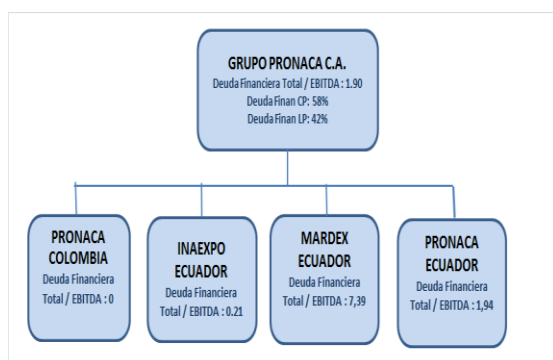 GRUPO PRONACA C.A.
Deuda Financiera Total / EBITDA : 1.90
Deuda Finan CP: 58%
Deuda Finan LP: 42%
PRONACA
COLOMBIA
Deuda Financiera
Total / EBITDA : 0
INAEXPO
ECUADOR
Deuda Financiera
Total / EBITDA : 0.21
MARDEX
ECUADOR
Deuda Financiera
Total / EBITDA : 7,39
PRONACA
ECUADOR
Deuda Financiera
Total / EBITDA : 1,94